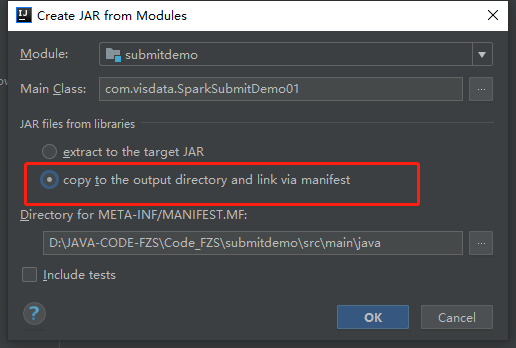 Create JAR from Modules
Module: submitdemo
Main Class: com.visdata.SparkSubmitDemo01 ...
JAR files from libraries
extract to the target JAR
copy to the output directory and link via manifest
Directory for META-INF/MANIFEST.MF:
D:\JAVA-CODE-FZS\Code_FZS\submitdemo\src\main\java ...
Include tests
? OK Cancel